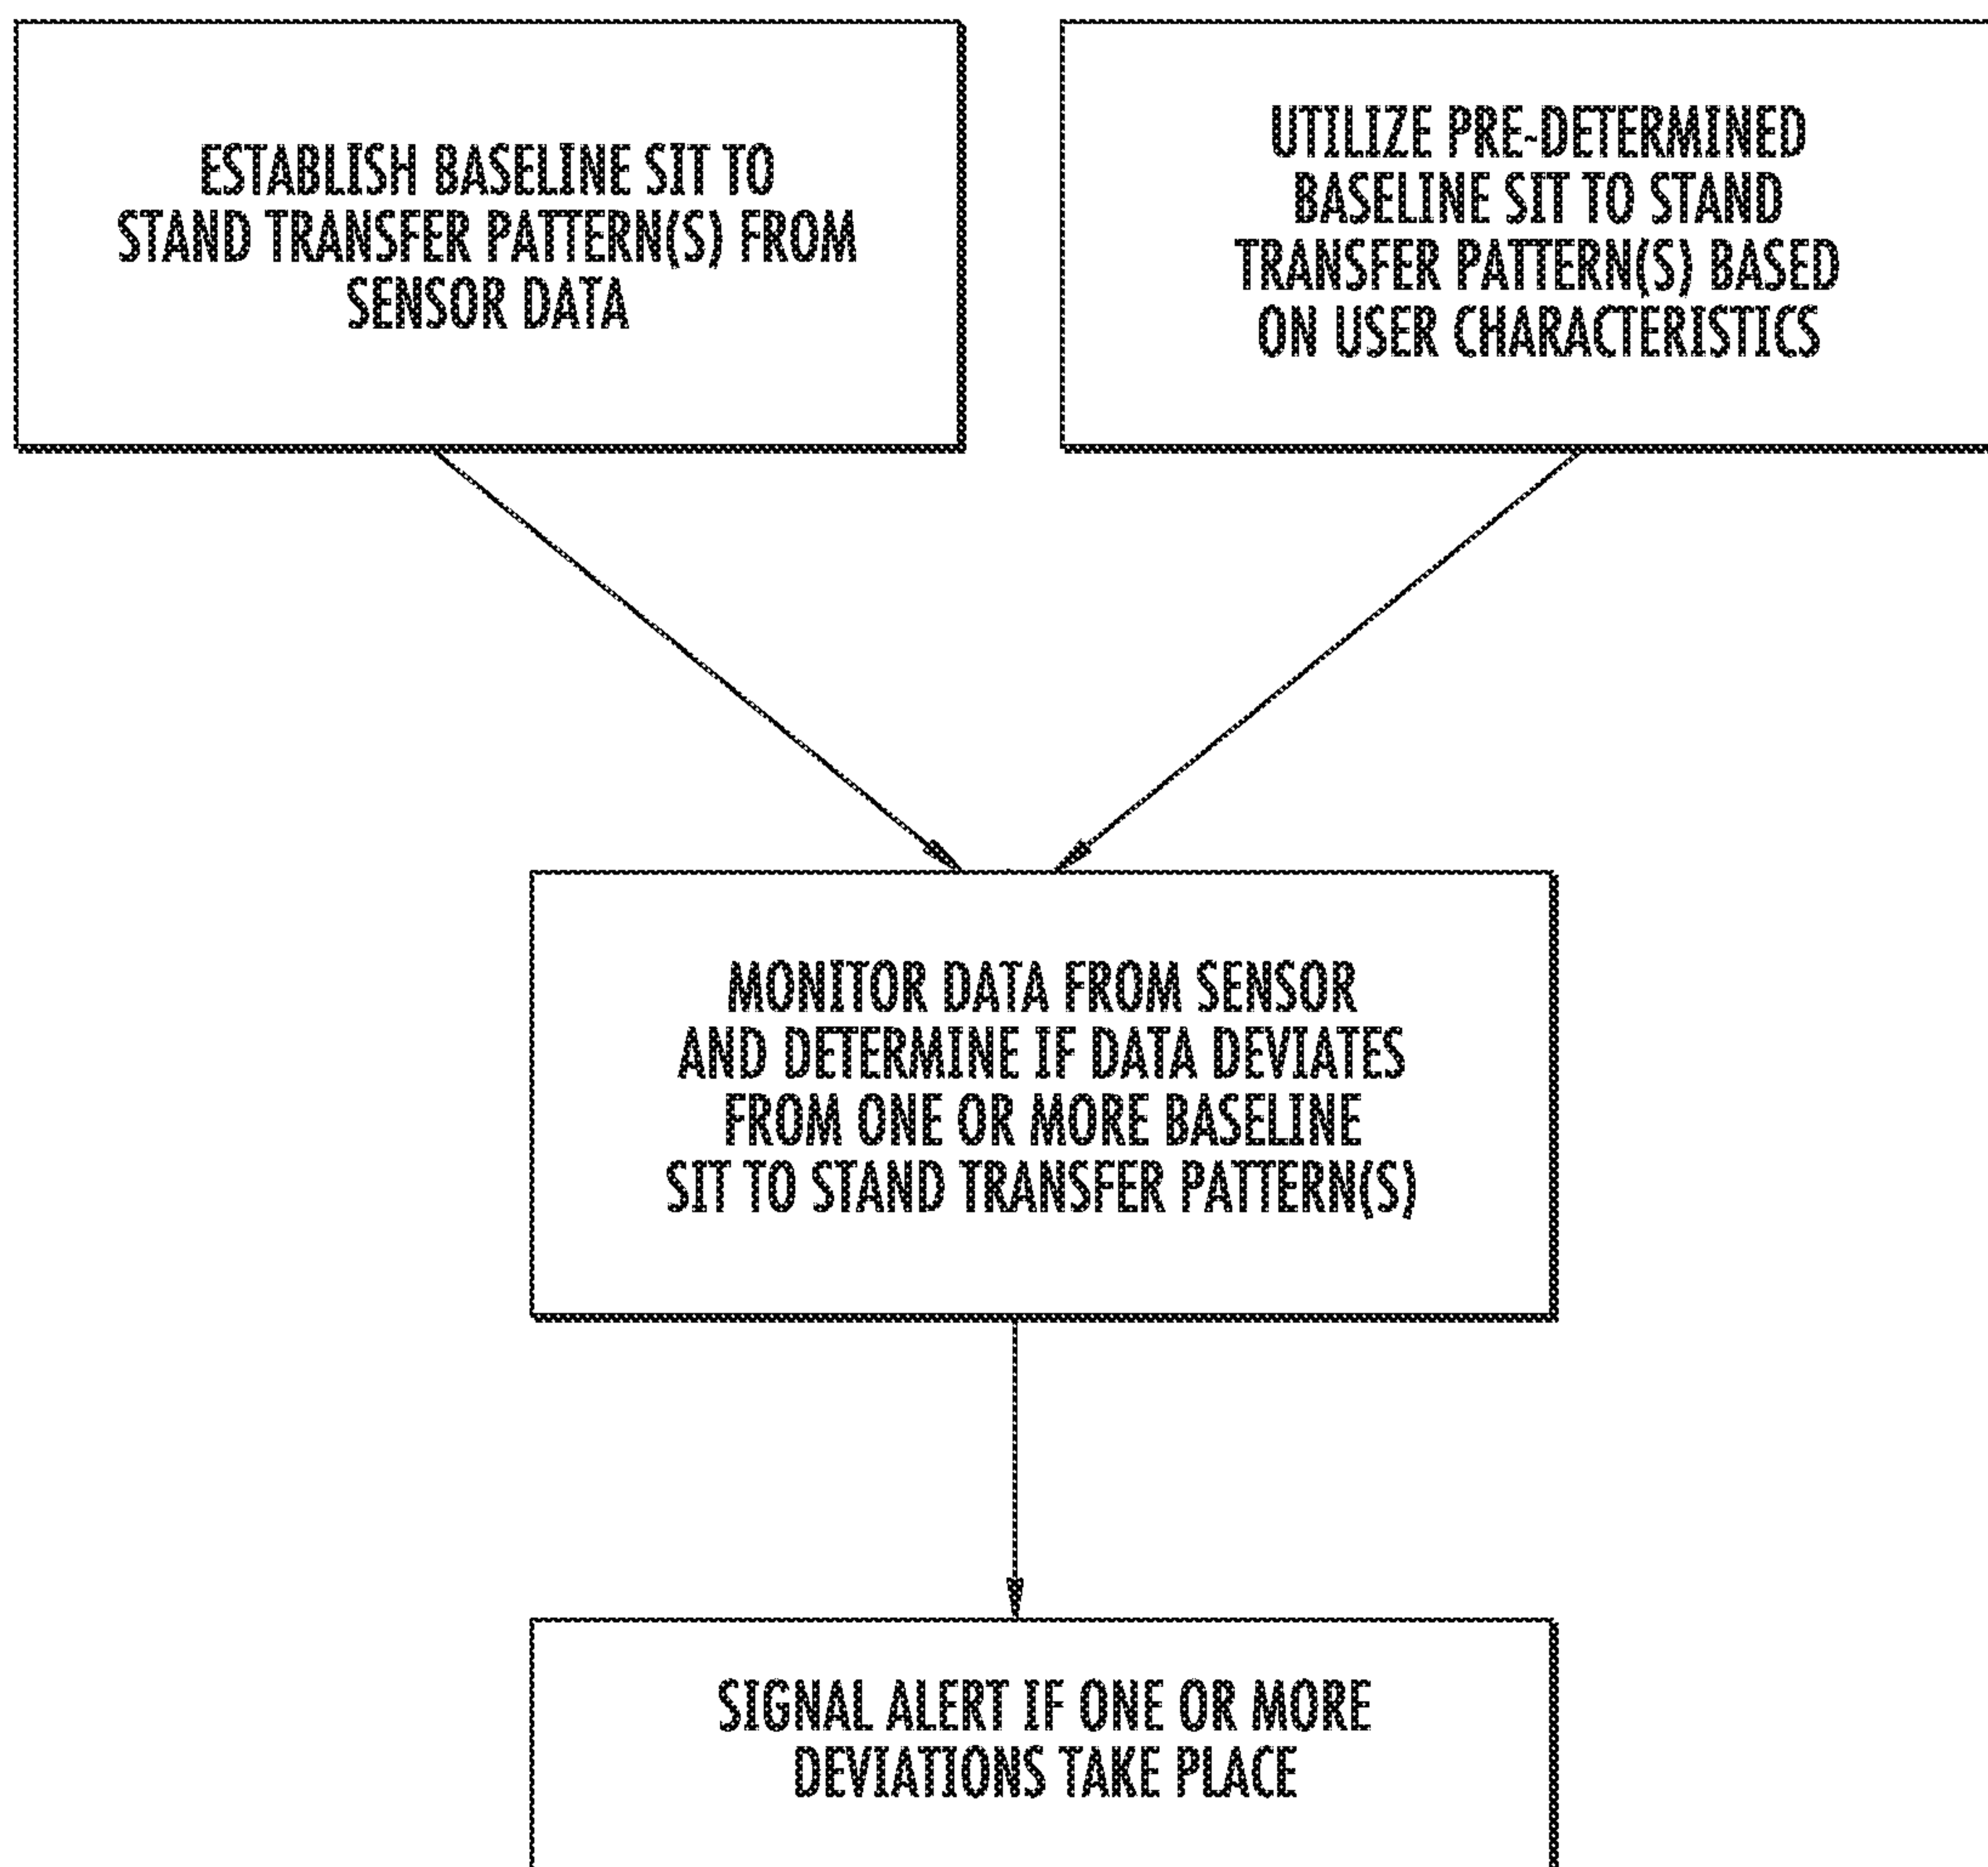 ESTABLISH BASELINE SIT TO
STAND TRANSFER PATTERN(S) FROM
SENSOR DATA
UTILIZE PRE-DETERMINED
BASELINE SIT TO STAND
TRANSFER PATTERN(S) BASED
ON USER CHARACTERISTICS
MONITOR DATA FROM SENSOR
AND DETERMINE IF DATA DEVIATES
FROM ONE OR MORE BASELINE
SIT TO STAND TRANSFER PATTERN(S)
SIGNAL ALERT IF ONE OR MORE
DEVIATIONS TAKE PLACE